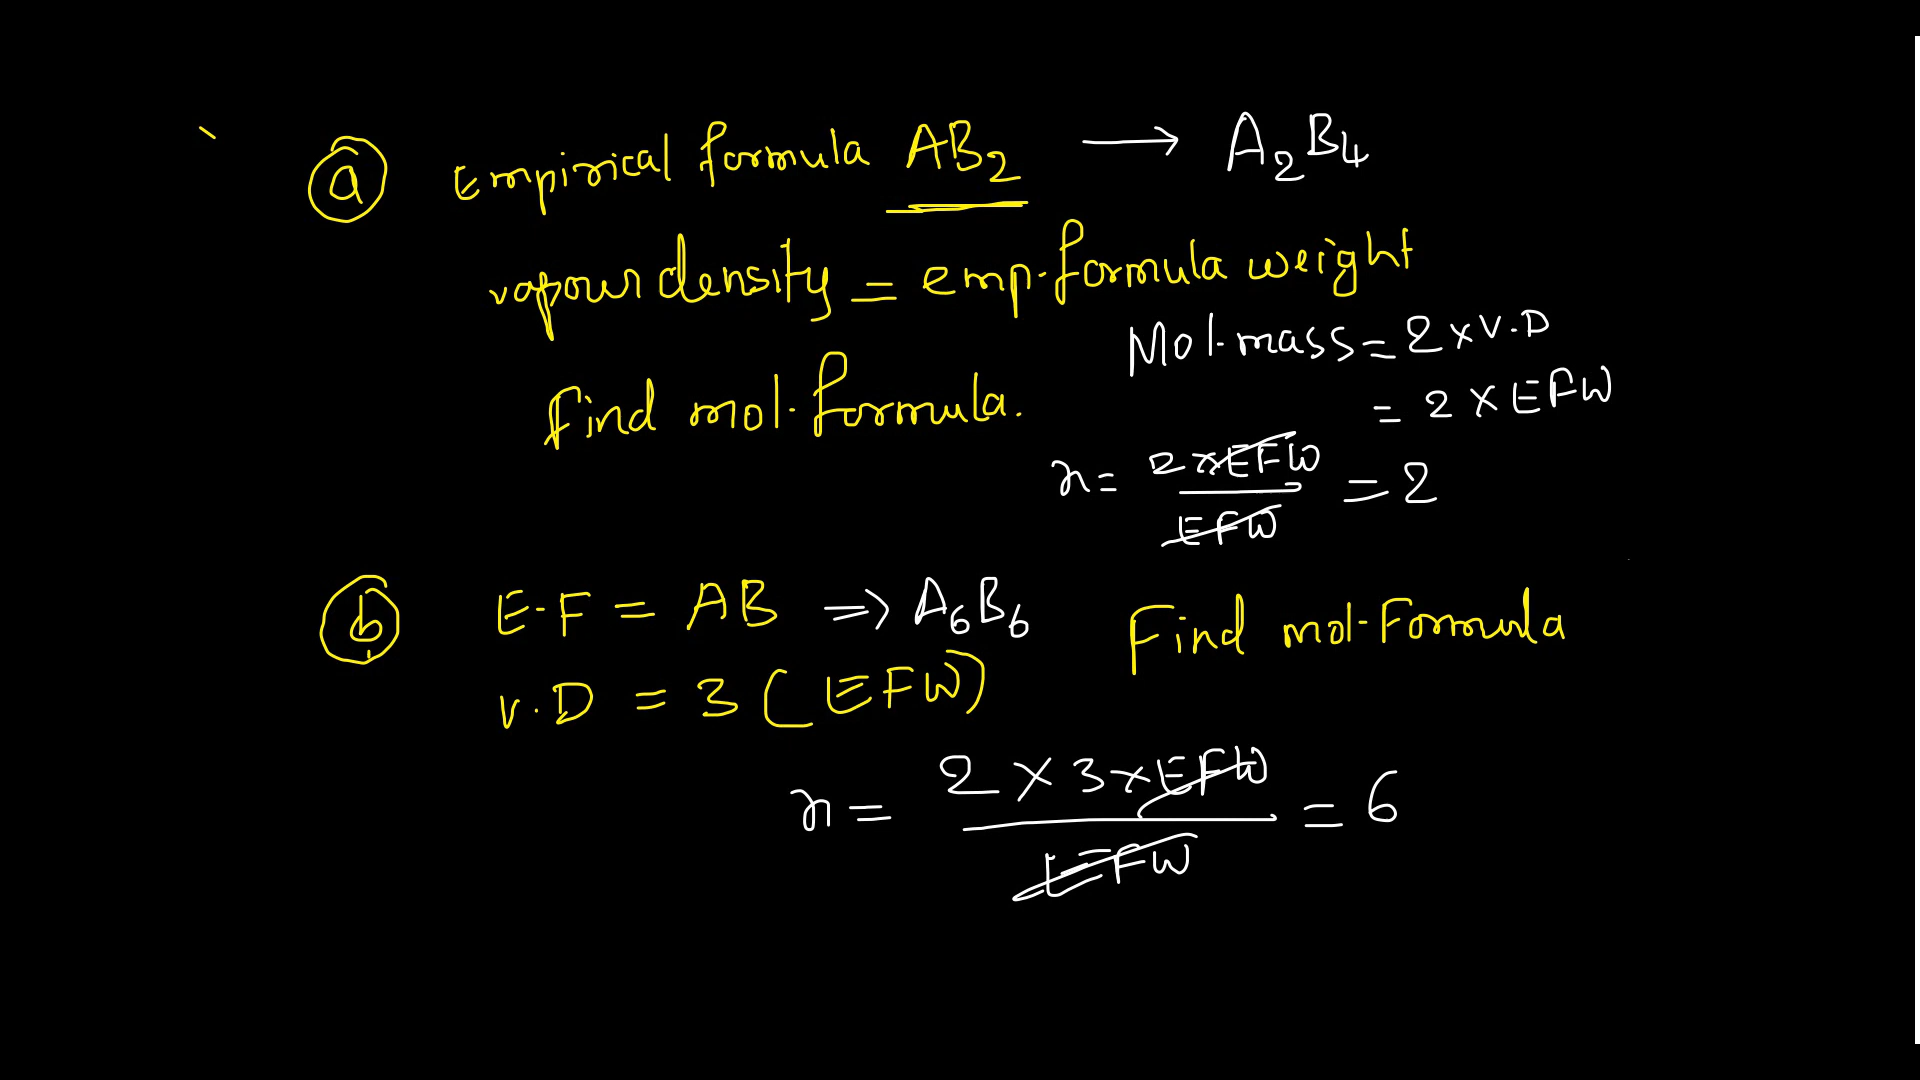 (a) Empirical formula AB₂ → A₂B₄
vapour density = emp. formula weight
Mol. mass = 2 x V.D
= 2 x EFW
find mol. formula.
n = 2 x EFW / EFW = 2
(b) E.F = AB => A₆B₆ Find mol. Formula
V.D = 3 (EFW)
n = 2 x 3 x EFW / EFW = 6